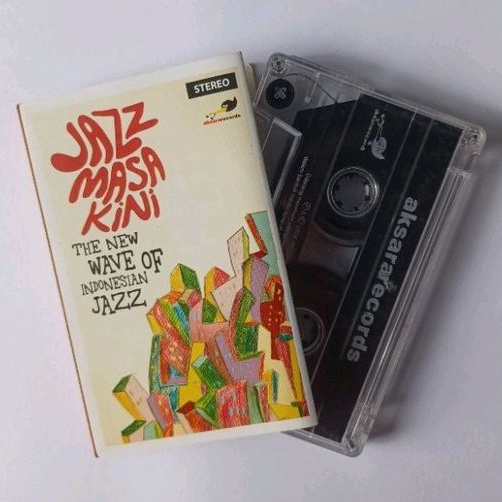 STEREO
aksararecords
JAZZ
MASA
KiNi
THE NEW
WAVE OF
INDONESIAN
JAZZ
aksararecords